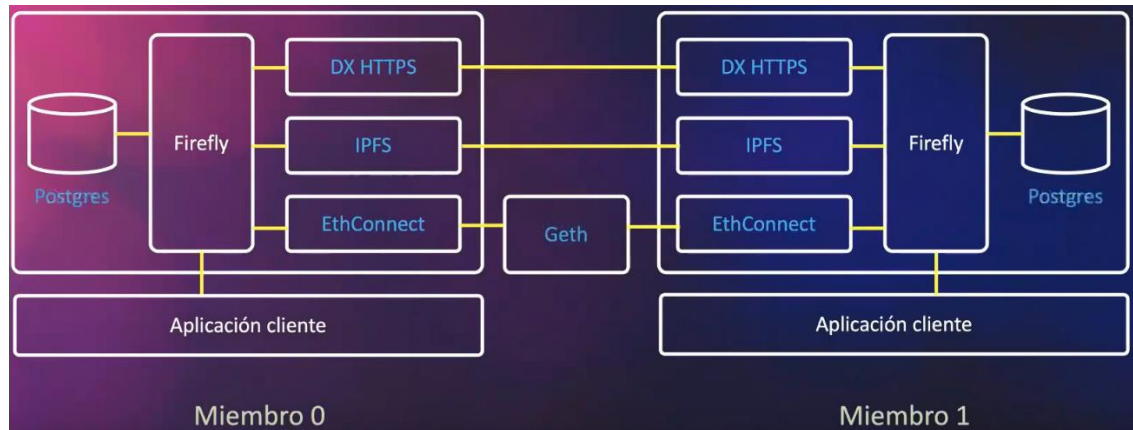 DX HTTPS
DX HTTPS
Firefly
IPFS
IPFS
Firefly
Postgres
EthConnect
Geth
EthConnect
Postgres
Aplicación cliente
Aplicación cliente
Miembro 0
Miembro 1